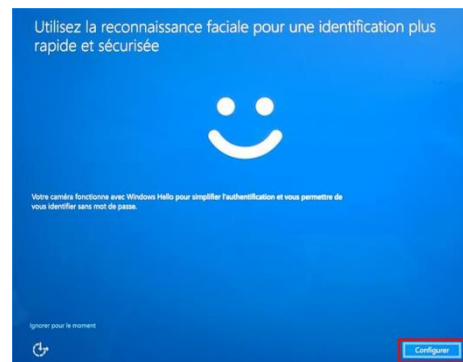 Utilisez la reconnaissance faciale pour une identification plus
rapide et sécurisée
Votre caméra fonctionne avec Windows Hello pour simplifier l'authentification et vous permettre de
vous identifier sans mot de passe.
Ignorer pour le moment
Configurer